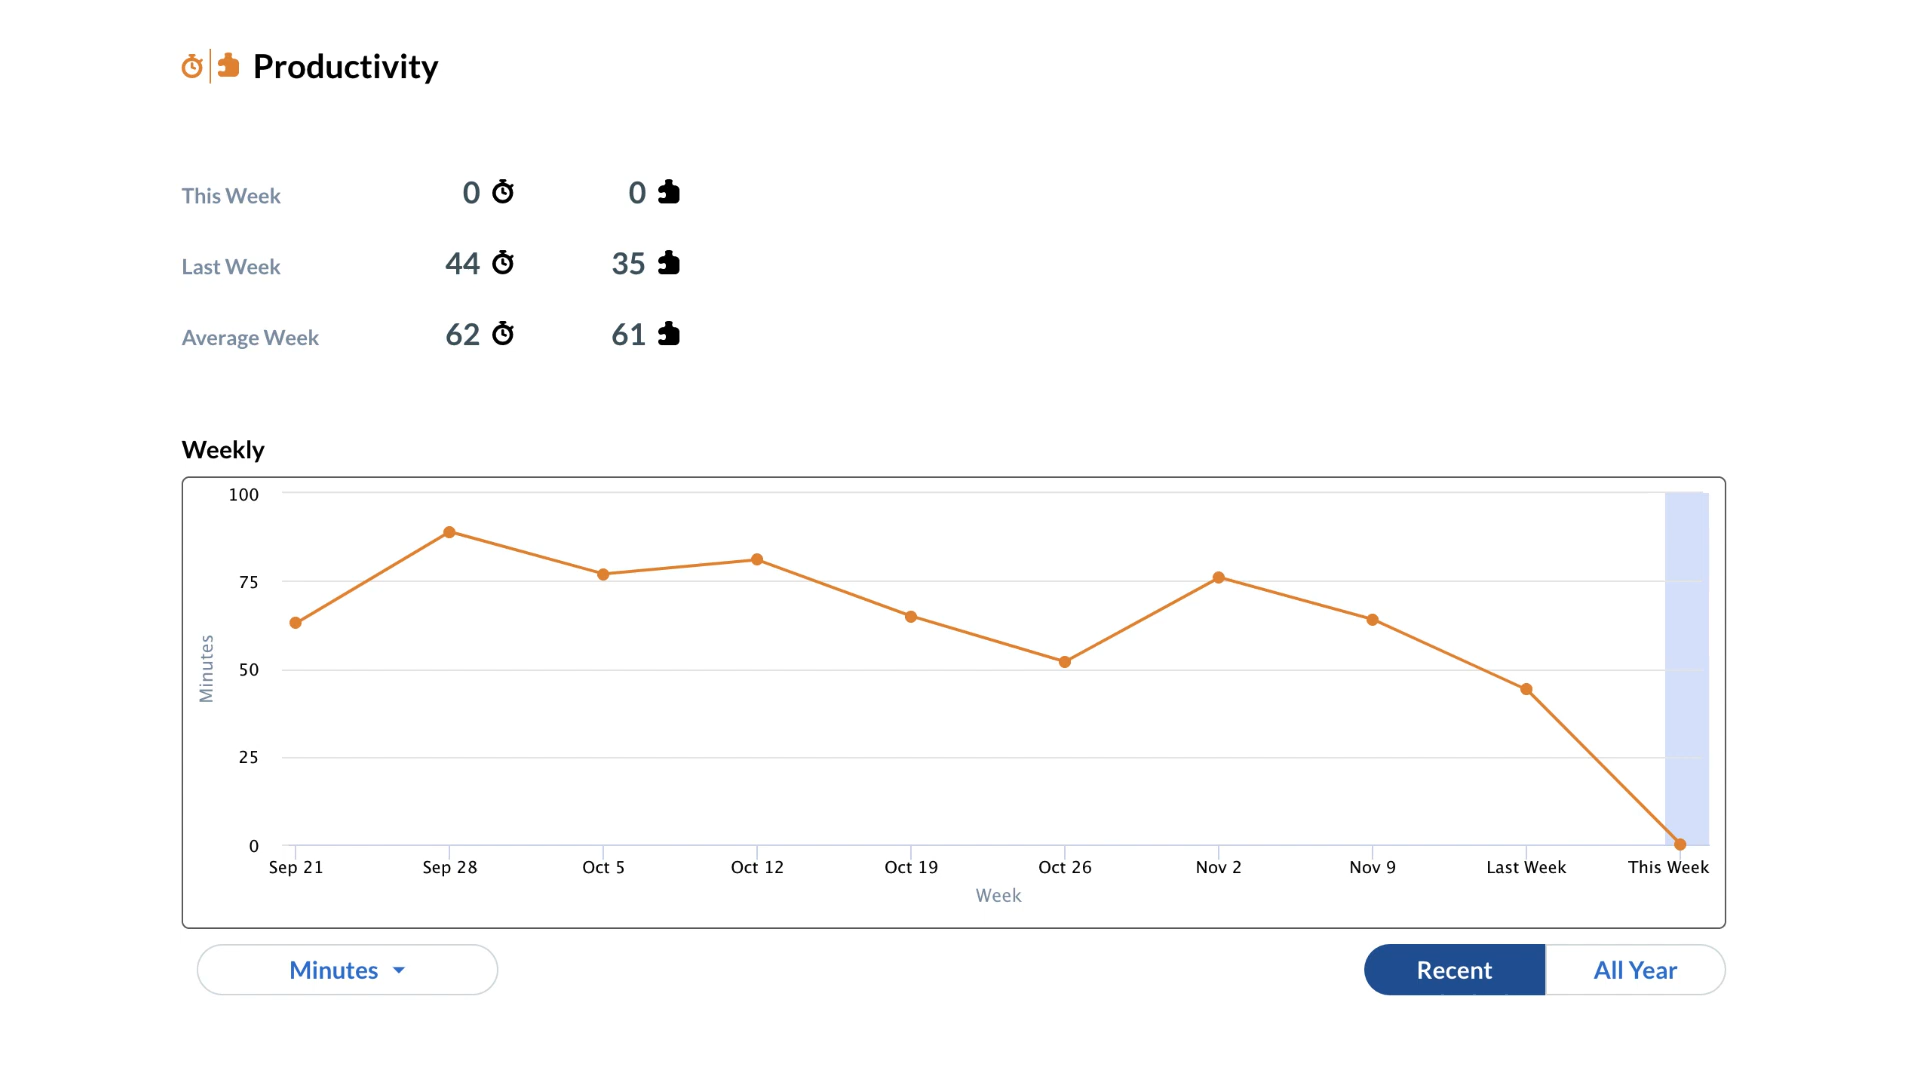 Productivity
This Week 0 0
Last Week 44 35
Average Week 62 61
Weekly
100
75
50
25
0
Minutes
Sep 21 Sep 28 Oct 5 Oct 12 Oct 19 Oct 26 Nov 2 Nov 9 Last Week This Week
Week
Minutes
Recent All Year